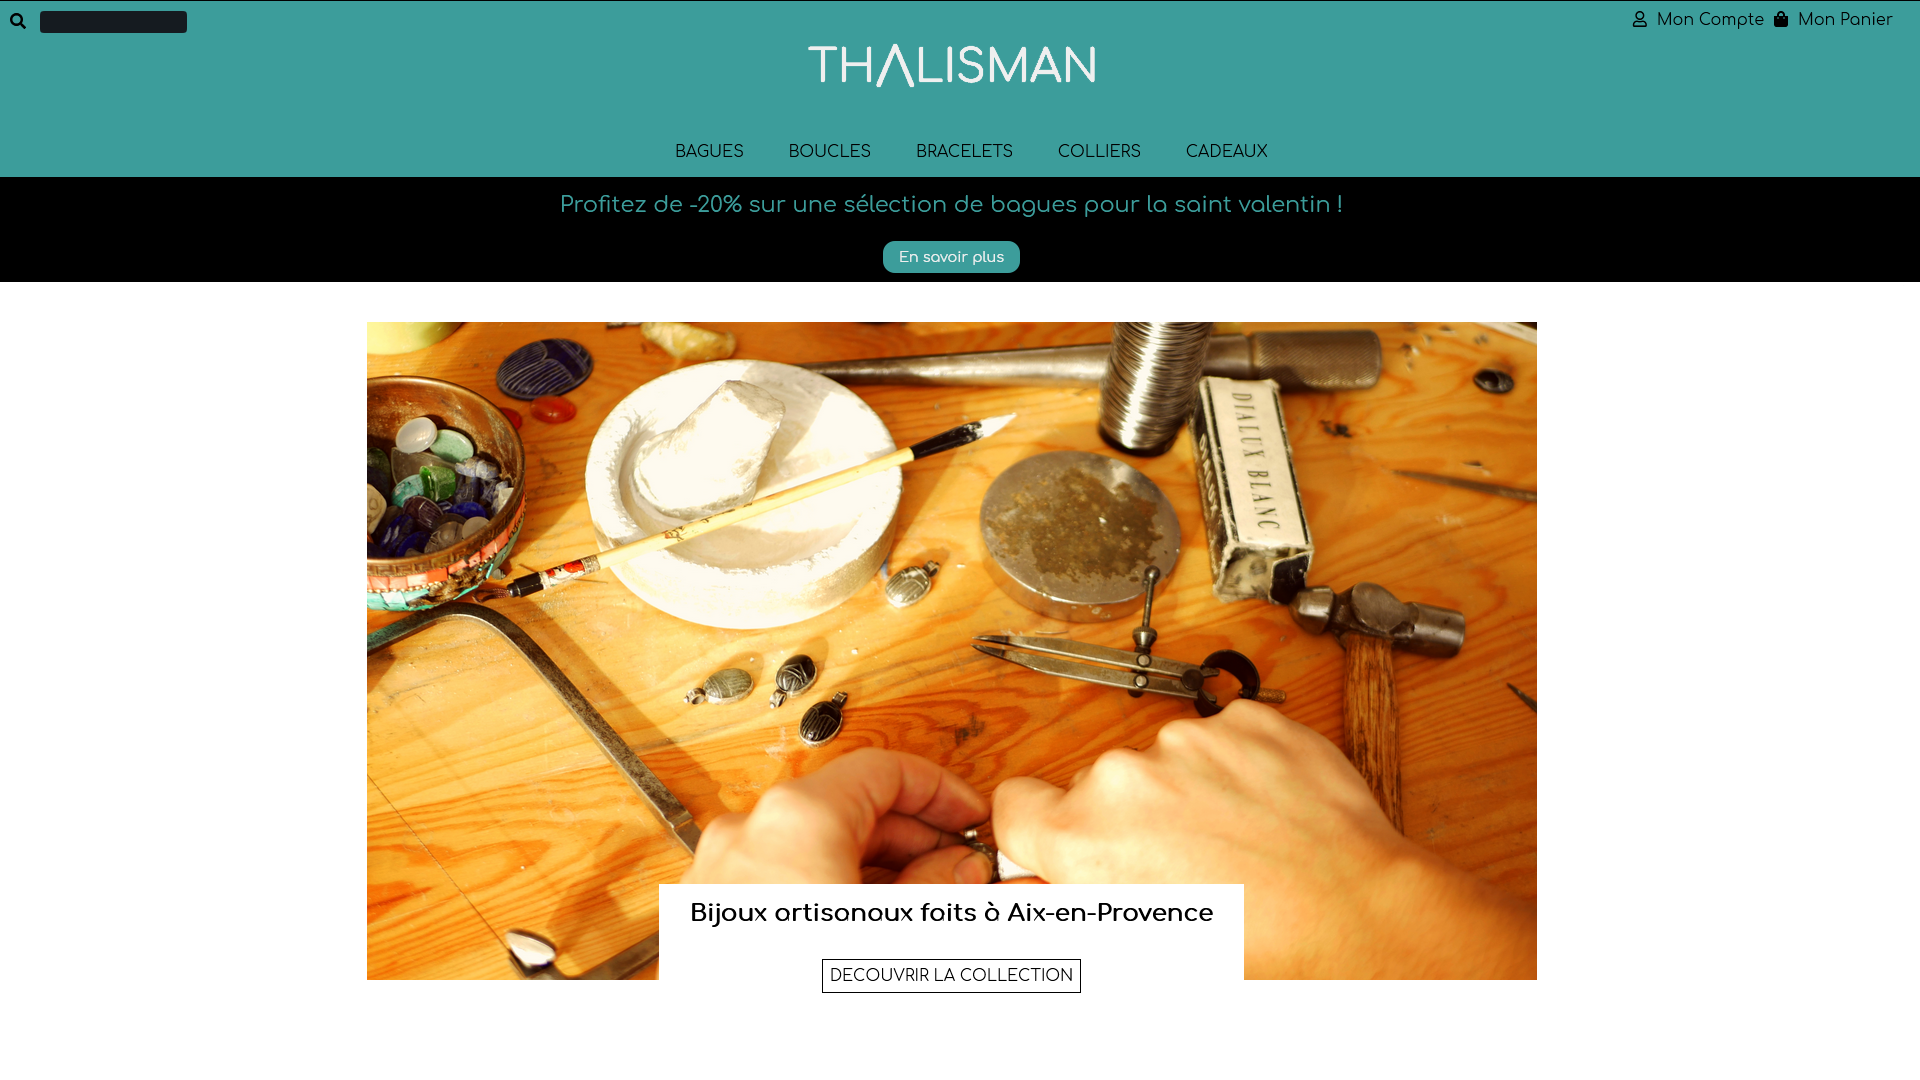 Mon Compte Mon Panier
THALISMAN
BAGUES BOUCLES BRACELETS COLLIERS CADEAUX
Profitez de -20% sur une sélection de bagues pour la saint valentin !
En savoir plus
DIALUX BLANC
Bijoux artisanaux faits à Aix-en-Provence
DECOUVRIR LA COLLECTION